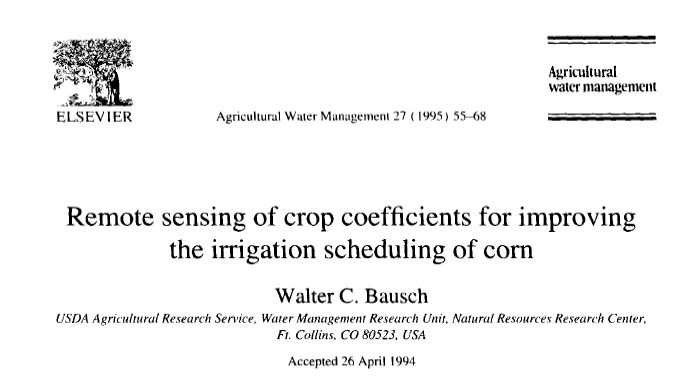 ELSEVIER
Agricultural Water Management 27 (1995) 55–68
Agricultural
water management
Remote sensing of crop coefficients for improving
the irrigation scheduling of corn
Walter C. Bausch
USDA Agricultural Research Service, Water Management Research Unit, Natural Resources Research Center,
Ft. Collins, CO 80523, USA
Accepted 26 April 1994